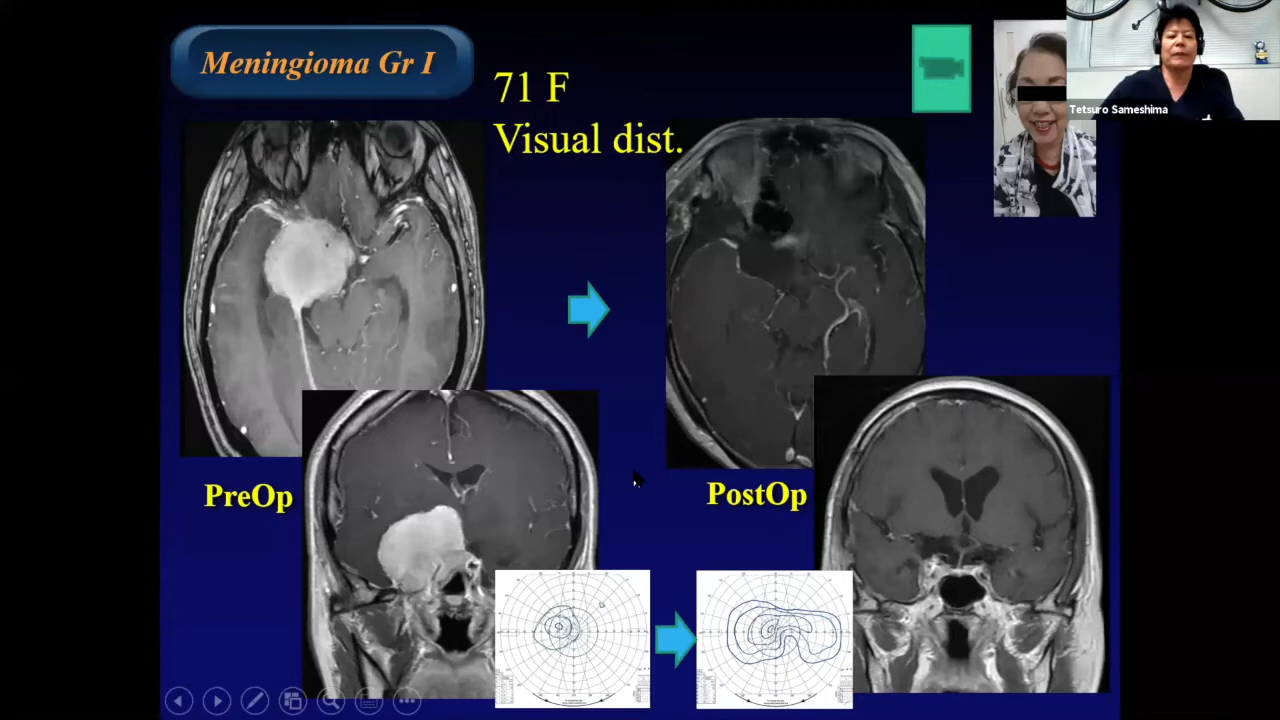 Meningioma Gr I
71 F
Visual dist.
Tetsuro Sameshima
PreOp
PostOp